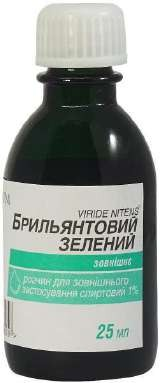 VIRIDE NITENS
БРИЛЬЯНТОВИЙ
ЗЕЛЕНИЙ
зовнішнє
розчин для зовнішнього
застосування спиртовий 1%
25 мл